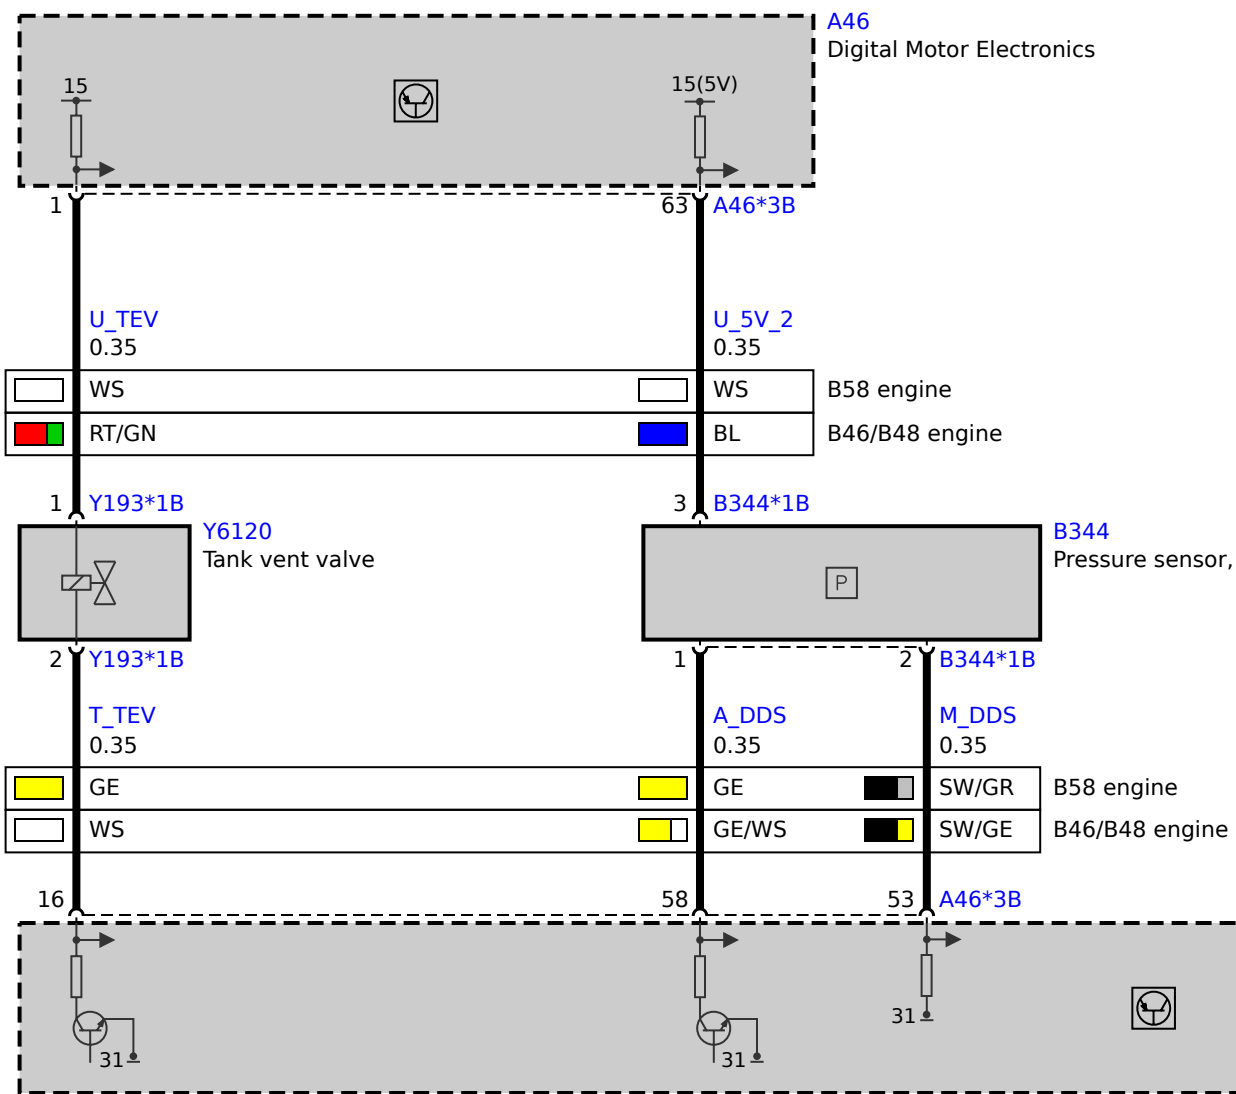 A46
Digital Motor Electronics
15
15(5V)
1
63
A46*3B
U_TEV
0.35
U_5V_2
0.35
WS
WS
B58 engine
RT/GN
BL
B46/B48 engine
1
Y193*1B
3
B344*1B
Y6120
Tank vent valve
B344
Pressure sensor,
P
2
Y193*1B
1
2
B344*1B
T_TEV
0.35
A_DDS
0.35
M_DDS
0.35
GE
GE
SW/GR
B58 engine
WS
GE/WS
SW/GE
B46/B48 engine
16
58
53
A46*3B
31
31
31